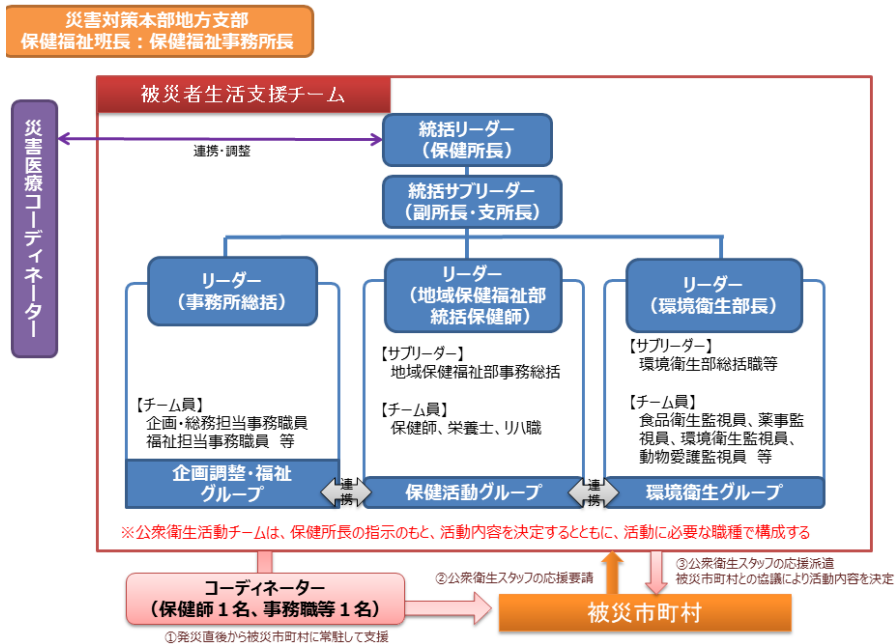 災害対策本部地方支部
保健福祉班長:保健福祉事務所長
被災者生活支援チーム
災害医療コーディネーター
連携・調整
統括リーダー
(保健所長)
統括サブリーダー
(副所長・支所長)
リーダー
(事務所総括)
【チーム員】
企画・総務担当事務職員
福祉担当事務職員 等
企画調整・福祉
グループ
連携
リーダー
(地域保健福祉部
統括保健師)
【サブリーダー】
地域保健福祉部事務総括
【チーム員】
保健師、栄養士、リハ職
保健活動グループ
連携
リーダー
(環境衛生部長)
【サブリーダー】
環境衛生部総括職等
【チーム員】
食品衛生監視員、薬事監
視員、環境衛生監視員、
動物愛護監視員 等
環境衛生グループ
※公衆衛生活動チームは、保健所長の指示のもと、活動内容を決定するとともに、活動に必要な職種で構成する
コーディネーター
(保健師1名、事務職等1名)
①発災直後から被災市町村に常駐して支援
②公衆衛生スタッフの応援要請
③公衆衛生スタッフの応援派遣
被災市町村との協議により活動内容を決定
被災市町村